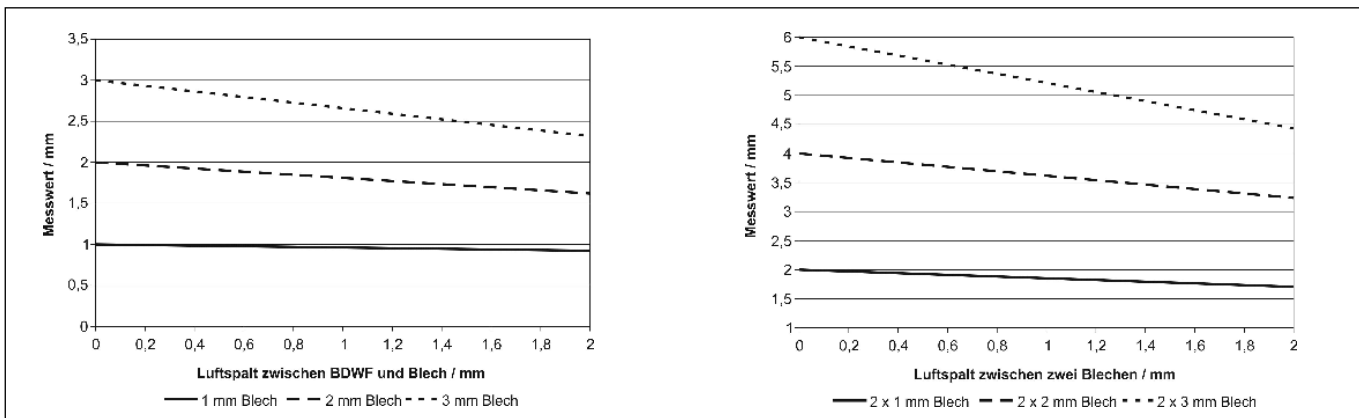 3,5
3
2,5
2
1,5
1
0,5
0
Messwert / mm
0 0,2 0,4 0,6 0,8 1 1,2 1,4 1,6 1,8 2
Luftspalt zwischen BDWF und Blech / mm
1 mm Blech 2 mm Blech 3 mm Blech
6
5,5
5
4,5
4
3,5
3
2,5
2
1,5
1
Messwert / mm
0 0,2 0,4 0,6 0,8 1 1,2 1,4 1,6 1,8 2
Luftspalt zwischen zwei Blechen / mm
2 x 1 mm Blech 2 x 2 mm Blech 2 x 3 mm Blech